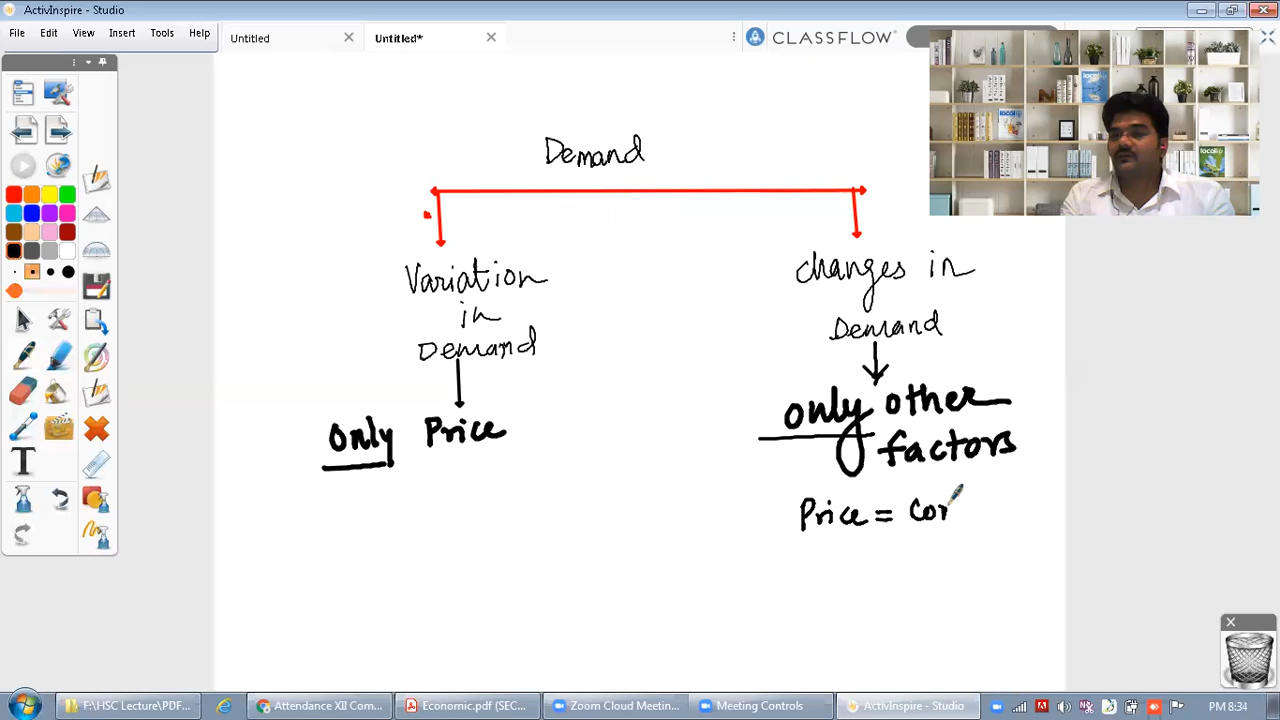 ActivInspire - Studio
File Edit View Insert Tools Help
Untitled
Untitled*
CLASSFLOW
Demand
Variation
in
Demand
Only Price
changes in
Demand
only other
factors
Price = Con
F:\HSC Lecture\PDF...
Attendance XII Com...
Economic.pdf (SEC...
Zoom Cloud Meetin...
Meeting Controls
ActivInspire - Studio
PM 8:34